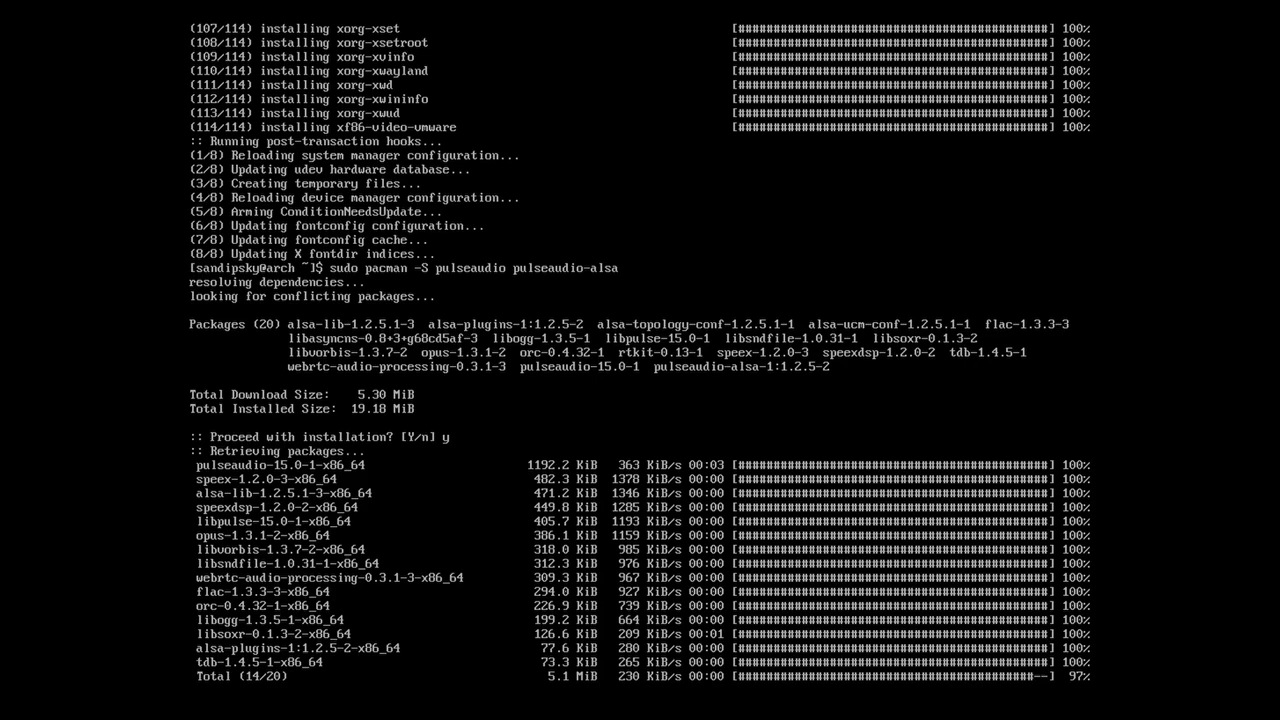 (107/114) installing xorg-xset [######################################] 100%
(108/114) installing xorg-xsetroot [######################################] 100%
(109/114) installing xorg-xvinfo [######################################] 100%
(110/114) installing xorg-xwayland [######################################] 100%
(111/114) installing xorg-xwd [######################################] 100%
(112/114) installing xorg-xwininfo [######################################] 100%
(113/114) installing xorg-xwud [######################################] 100%
(114/114) installing xf86-video-vmware [######################################] 100%
:: Running post-transaction hooks...
(1/8) Reloading system manager configuration...
(2/8) Updating udev hardware database...
(3/8) Creating temporary files...
(4/8) Reloading device manager configuration...
(5/8) Arming ConditionNeedsUpdate...
(6/8) Updating fontconfig configuration...
(7/8) Updating fontconfig cache...
(8/8) Updating X fontdir indices...
[sandipsky@arch ~]$ sudo pacman -S pulseaudio pulseaudio-alsa
resolving dependencies...
looking for conflicting packages...
Packages (20) alsa-lib-1.2.5.1-3 alsa-plugins-1:1.2.5-2 alsa-topology-conf-1.2.5.1-1 alsa-ucm-conf-1.2.5.1-1 flac-1.3.3-3
libasyncns-0.8+3+g68cd5af-3 libogg-1.3.5-1 libpulse-15.0-1 libsndfile-1.0.31-1 libsoxr-0.1.3-2
libvorbis-1.3.7-2 opus-1.3.1-2 orc-0.4.32-1 rtkit-0.13-1 speex-1.2.0-3 speexdsp-1.2.0-2 tdb-1.4.5-1
webrtc-audio-processing-0.3.1-3 pulseaudio-15.0-1 pulseaudio-alsa-1:1.2.5-2
Total Download Size: 5.30 MiB
Total Installed Size: 19.18 MiB
:: Proceed with installation? [Y/n] y
:: Retrieving packages...
pulseaudio-15.0-1-x86_64 1192.2 KiB 363 KiB/s 00:03 [######################################] 100%
speex-1.2.0-3-x86_64 482.3 KiB 1378 KiB/s 00:00 [######################################] 100%
alsa-lib-1.2.5.1-3-x86_64 471.2 KiB 1346 KiB/s 00:00 [######################################] 100%
speexdsp-1.2.0-2-x86_64 449.8 KiB 1285 KiB/s 00:00 [######################################] 100%
libpulse-15.0-1-x86_64 405.7 KiB 1193 KiB/s 00:00 [######################################] 100%
opus-1.3.1-2-x86_64 386.1 KiB 1159 KiB/s 00:00 [######################################] 100%
libvorbis-1.3.7-2-x86_64 318.0 KiB 985 KiB/s 00:00 [######################################] 100%
libsndfile-1.0.31-1-x86_64 312.3 KiB 976 KiB/s 00:00 [######################################] 100%
webrtc-audio-processing-0.3.1-3-x86_64 309.3 KiB 967 KiB/s 00:00 [######################################] 100%
flac-1.3.3-3-x86_64 294.0 KiB 927 KiB/s 00:00 [######################################] 100%
orc-0.4.32-1-x86_64 226.9 KiB 739 KiB/s 00:00 [######################################] 100%
libogg-1.3.5-1-x86_64 199.2 KiB 664 KiB/s 00:00 [######################################] 100%
libsoxr-0.1.3-2-x86_64 126.6 KiB 209 KiB/s 00:01 [######################################] 100%
alsa-plugins-1:1.2.5-2-x86_64 77.6 KiB 280 KiB/s 00:00 [######################################] 100%
tdb-1.4.5-1-x86_64 73.3 KiB 265 KiB/s 00:00 [######################################] 100%
Total (14/20) 5.1 MiB 230 KiB/s 00:00 [####################################--] 97%